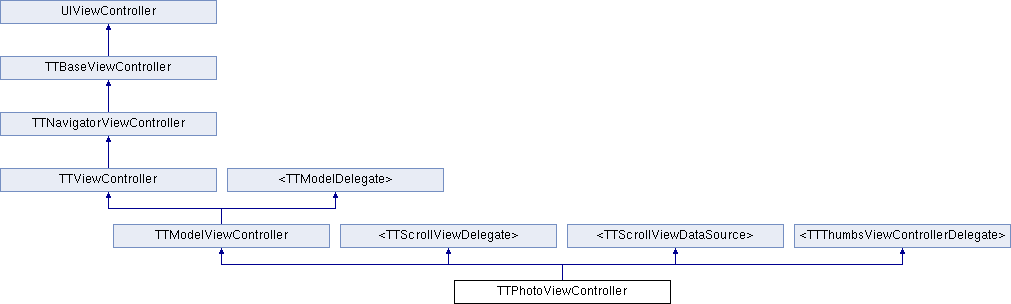 UIViewController
TTBaseViewController
TTNavigatorViewController
TTViewController
<TTModelDelegate>
TTModelViewController
<TTScrollViewDelegate>
<TTScrollViewDataSource>
<TTThumbsViewControllerDelegate>
TTPhotoViewController